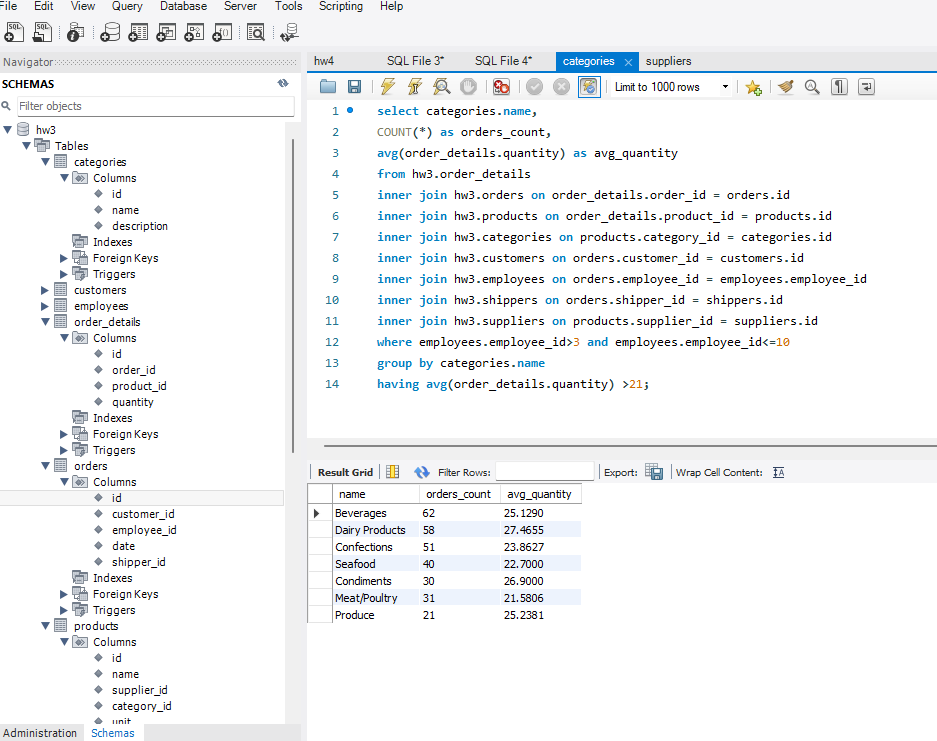 File Edit View Query Database Server Tools Scripting Help
Navigator
SCHEMAS
Filter objects
hw3
Tables
categories
Columns
id
name
description
Indexes
Foreign Keys
Triggers
customers
employees
order_details
Columns
id
order_id
product_id
quantity
Indexes
Foreign Keys
Triggers
orders
Columns
id
customer_id
employee_id
date
shipper_id
Indexes
Foreign Keys
Triggers
products
Columns
id
name
supplier_id
category_id
unit
Administration Schemas
hw4 SQL File 3* SQL File 4* categories suppliers
Limit to 1000 rows
1 select categories.name,
2 COUNT(*) as orders_count,
3 avg(order_details.quantity) as avg_quantity
4 from hw3.order_details
5 inner join hw3.orders on order_details.order_id = orders.id
6 inner join hw3.products on order_details.product_id = products.id
7 inner join hw3.categories on products.category_id = categories.id
8 inner join hw3.customers on orders.customer_id = customers.id
9 inner join hw3.employees on orders.employee_id = employees.employee_id
10 inner join hw3.shippers on orders.shipper_id = shippers.id
11 inner join hw3.suppliers on products.supplier_id = suppliers.id
12 where employees.employee_id>3 and employees.employee_id<=10
13 group by categories.name
14 having avg(order_details.quantity) >21;
Result Grid Filter Rows: Export: Wrap Cell Content:
name orders_count avg_quantity
Beverages 62 25.1290
Dairy Products 58 27.4655
Confections 51 23.8627
Seafood 40 22.7000
Condiments 30 26.9000
Meat/Poultry 31 21.5806
Produce 21 25.2381